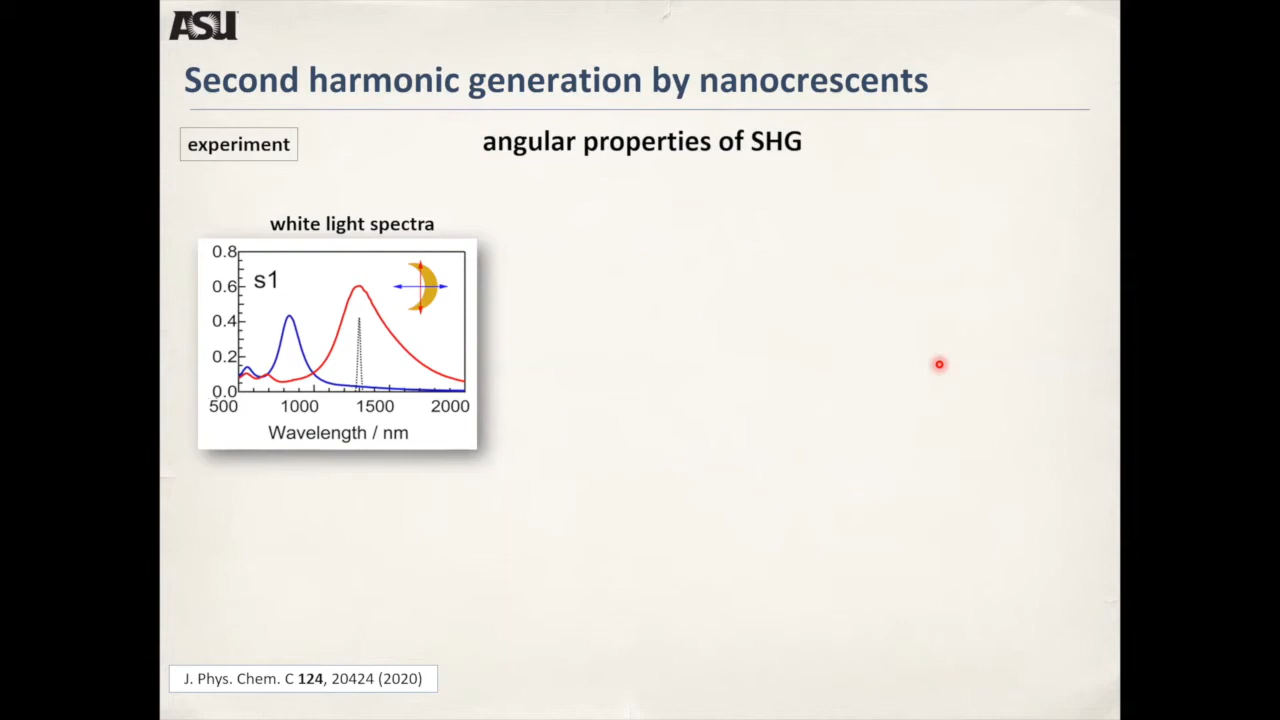 ASU
Second harmonic generation by nanocrescents
experiment
angular properties of SHG
white light spectra
0.8
s1
0.6
0.4
0.2
0.0
500 1000 1500 2000
Wavelength / nm
J. Phys. Chem. C 124, 20424 (2020)